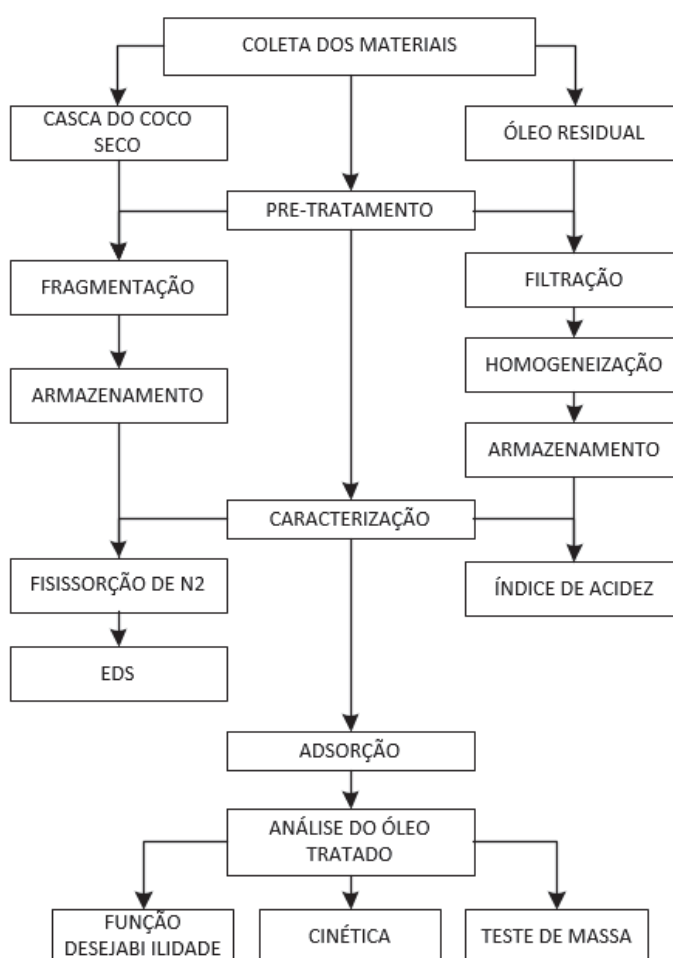 COLETA DOS MATERIAIS
CASCA DO COCO
SECO
ÓLEO RESIDUAL
PRE-TRATAMENTO
FRAGMENTAÇÃO
FILTRAÇÃO
HOMOGENEIZAÇÃO
ARMAZENAMENTO
ARMAZENAMENTO
CARACTERIZAÇÃO
FISISSORÇÃO DE N2
ÍNDICE DE ACIDEZ
EDS
ADSORÇÃO
ANÁLISE DO ÓLEO
TRATADO
FUNÇÃO
DESEJABI ILIDADE
CINÉTICA
TESTE DE MASSA